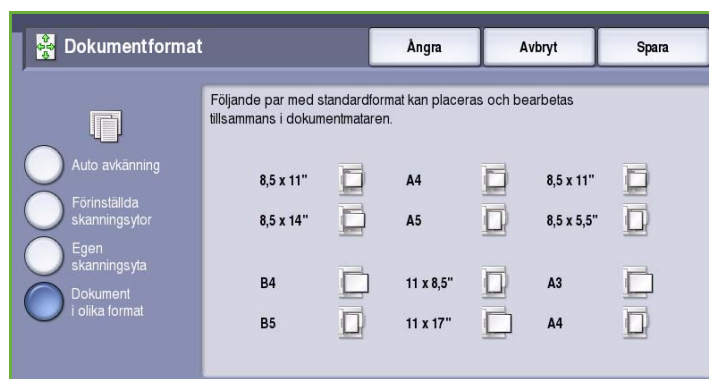 Dokumentformat
Ångra
Avbryt
Spara
Följande par med standardformat kan placeras och bearbetas
tillsammans i dokumentmataren.
Auto avkänning
Förinställda
skanningsytor
Egen
skanningsyta
Dokument
i olika format
8,5 x 11" A4 8,5 x 11"
8,5 x 14" A5 8,5 x 5,5"
B4 11 x 8,5" A3
B5 11 x 17" A4